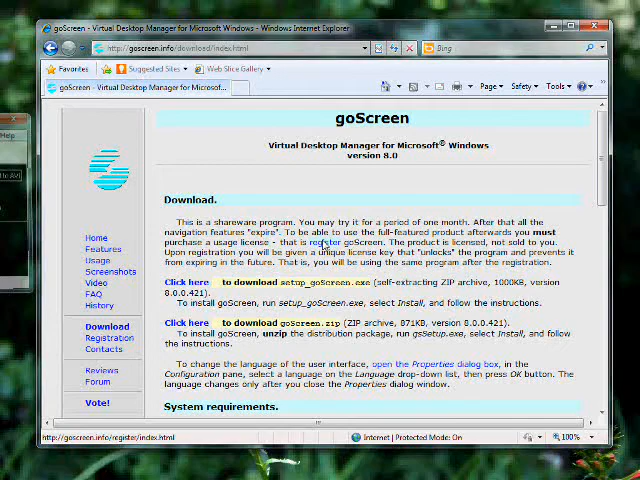 goScreen - Virtual Desktop Manager for Microsoft Windows - Windows Internet Explorer
http://goscreen.info/download/index.html
Bing
Favorites Suggested Sites Web Slice Gallery
goScreen - Virtual Desktop Manager for Microsof...
Page Safety Tools
Help
to AVI
goScreen
Virtual Desktop Manager for Microsoft® Windows
version 8.0
Download.
This is a shareware program. You may try it for a period of one month. After that all the
navigation features "expire". To be able to use the full-featured product afterwards you must
purchase a usage license - that is register goScreen. The product is licensed, not sold to you.
Upon registration you will be given a unique license key that "unlocks" the program and prevents it
from expiring in the future. That is, you will be using the same program after the registration.
Click here to download setup_goScreen.exe (self-extracting ZIP archive, 1000KB, version
8.0.0.421).
To install goScreen, run setup_goScreen.exe, select Install, and follow the instructions.
Click here to download goScreen.zip (ZIP archive, 871KB, version 8.0.0.421).
To install goScreen, unzip the distribution package, run gsSetup.exe, select Install, and follow
the instructions.
To change the language of the user interface, open the Properties dialog box, in the
Configuration pane, select a language on the Language drop-down list, then press OK button. The
language changes only after you close the Properties dialog window.
System requirements.
Home
Features
Usage
Screenshots
Video
FAQ
History
Download
Registration
Contacts
Reviews
Forum
Vote!
http://goscreen.info/register/index.html
Internet | Protected Mode: On
100%